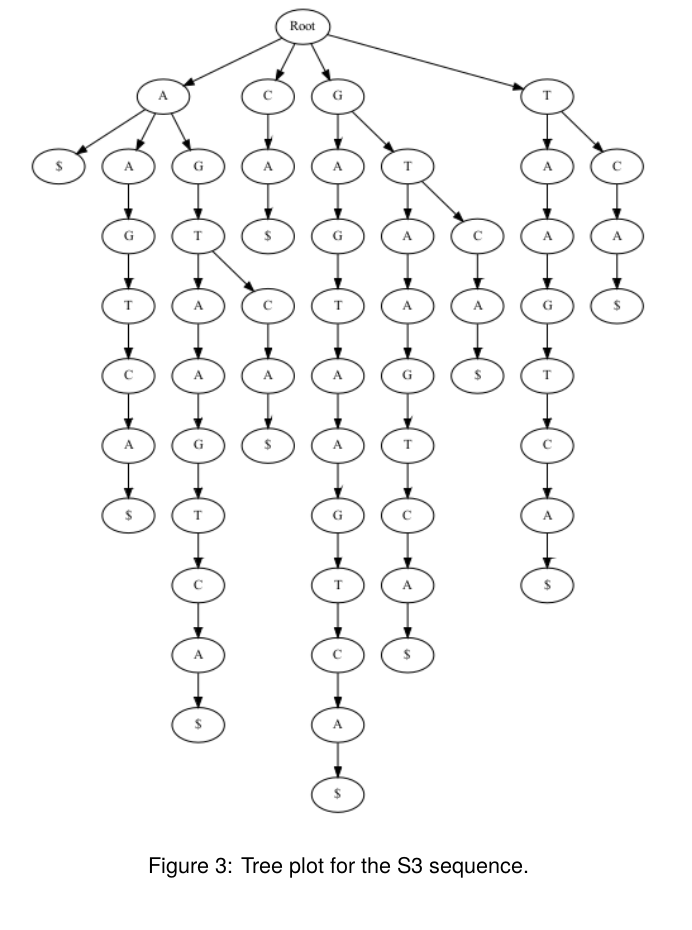 Root
A C G T
$ A G A A T A C
G T $ G A C A A
T A C T A A G $
C A A A G $ T
A G $ A T C
$ T G C A
C T A $
A C $
$ A
$
Figure 3: Tree plot for the S3 sequence.